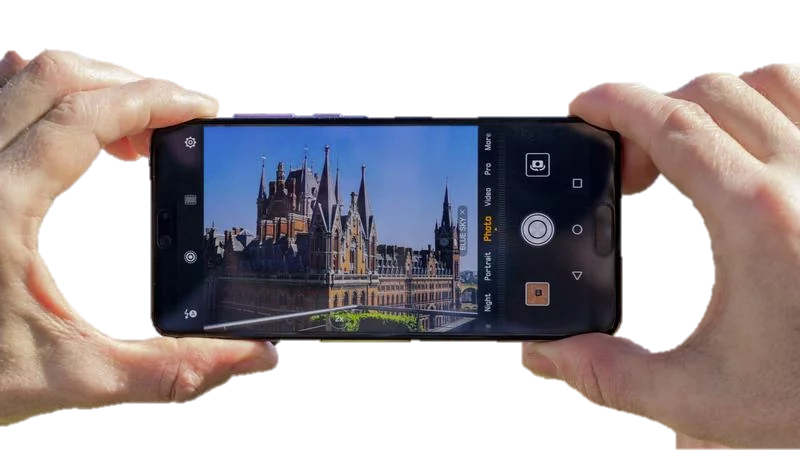 More
Pro
Video
Photo
Portrait
Night
BLUE SKY X
2x